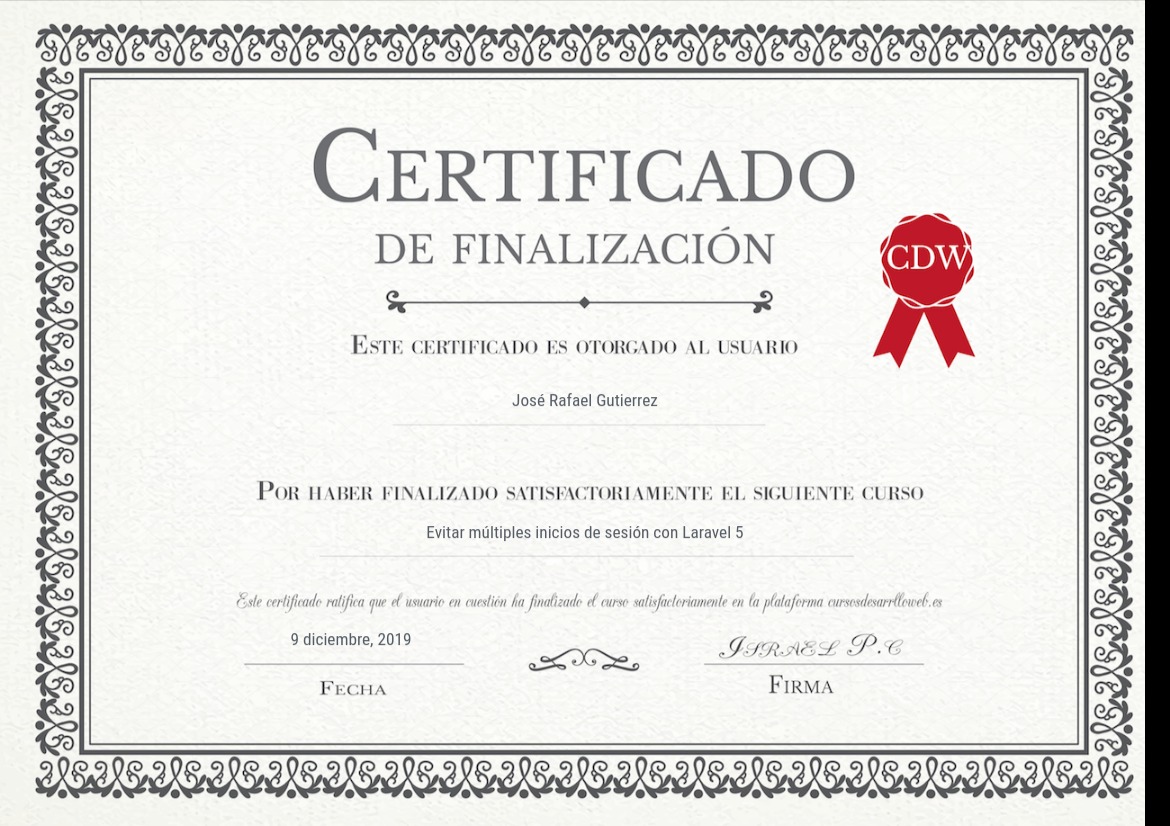 CERTIFICADO
DE FINALIZACIÓN
CDW
ESTE CERTIFICADO ES OTORGADO AL USUARIO
José Rafael Gutierrez
POR HABER FINALIZADO SATISFACTORIAMENTE EL SIGUIENTE CURSO
Evitar múltiples inicios de sesión con Laravel 5
Este certificado ratifica que el usuario en cuestión ha finalizado el curso satisfactoriamente en la plataforma cursosdesarrlloweb.es
9 diciembre, 2019
ISRAEL P.C
FECHA
FIRMA